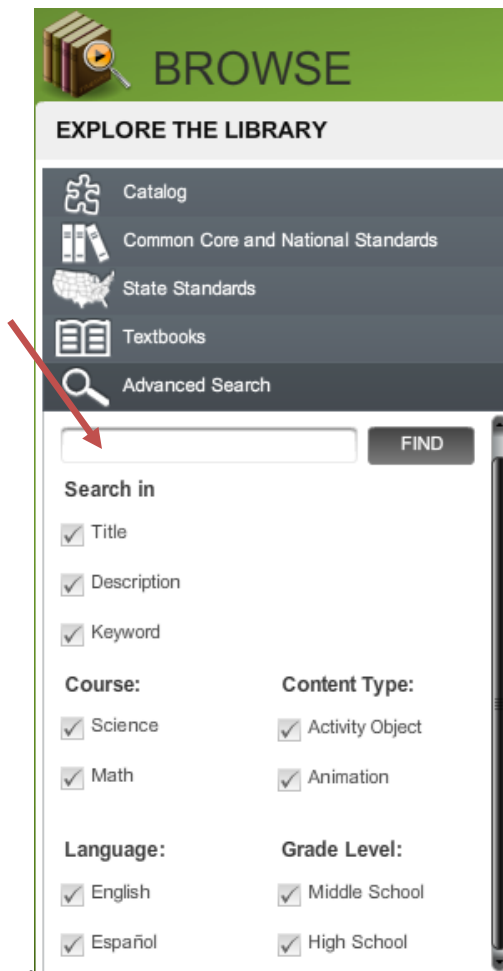 BROWSE
EXPLORE THE LIBRARY
Catalog
Common Core and National Standards
State Standards
Textbooks
Advanced Search
FIND
Search in
Title
Description
Keyword
Course: Content Type:
Science Activity Object
Math Animation
Language: Grade Level:
English Middle School
Español High School